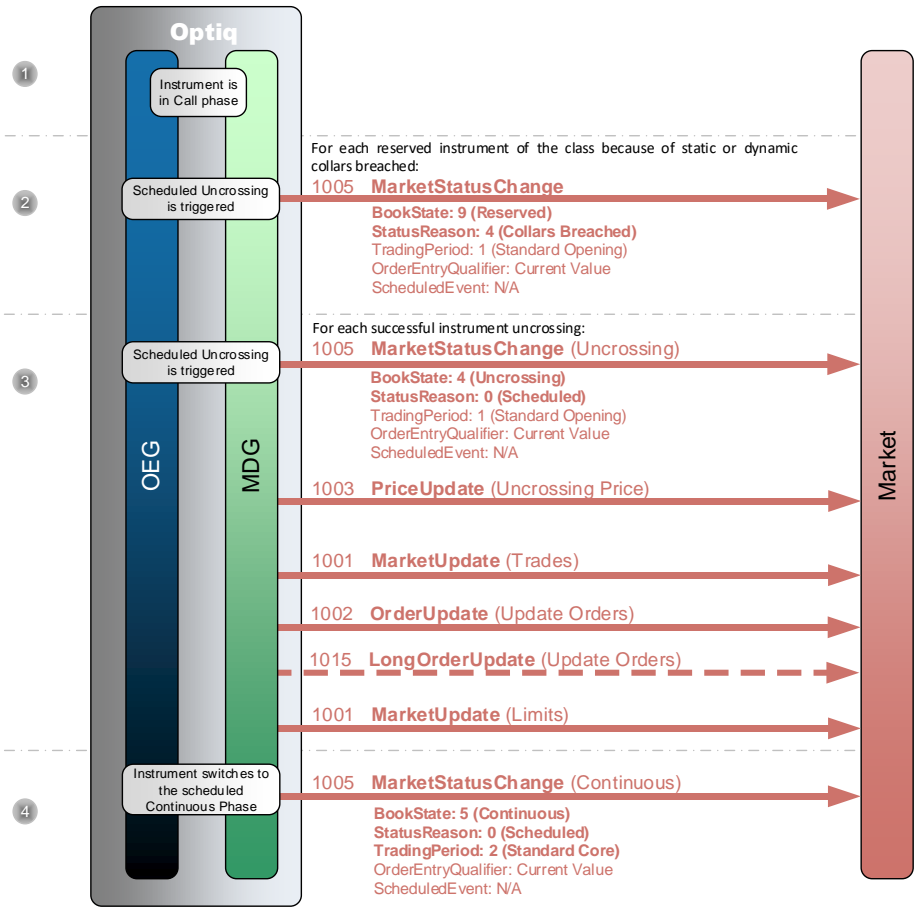 Optiq
1
Instrument is
in Call phase
For each reserved instrument of the class because of static or dynamic
collars breached:
2
Scheduled Uncrossing
is triggered
1005 MarketStatusChange
BookState: 9 (Reserved)
StatusReason: 4 (Collars Breached)
TradingPeriod: 1 (Standard Opening)
OrderEntryQualifier: Current Value
ScheduledEvent: N/A
For each successful instrument uncrossing:
3
Scheduled Uncrossing
is triggered
1005 MarketStatusChange (Uncrossing)
BookState: 4 (Uncrossing)
StatusReason: 0 (Scheduled)
TradingPeriod: 1 (Standard Opening)
OrderEntryQualifier: Current Value
ScheduledEvent: N/A
OEG
MDG
Market
1003 PriceUpdate (Uncrossing Price)
1001 MarketUpdate (Trades)
1002 OrderUpdate (Update Orders)
1015 LongOrderUpdate (Update Orders)
1001 MarketUpdate (Limits)
4
Instrument switches to
the scheduled
Continuous Phase
1005 MarketStatusChange (Continuous)
BookState: 5 (Continuous)
StatusReason: 0 (Scheduled)
TradingPeriod: 2 (Standard Core)
OrderEntryQualifier: Current Value
ScheduledEvent: N/A